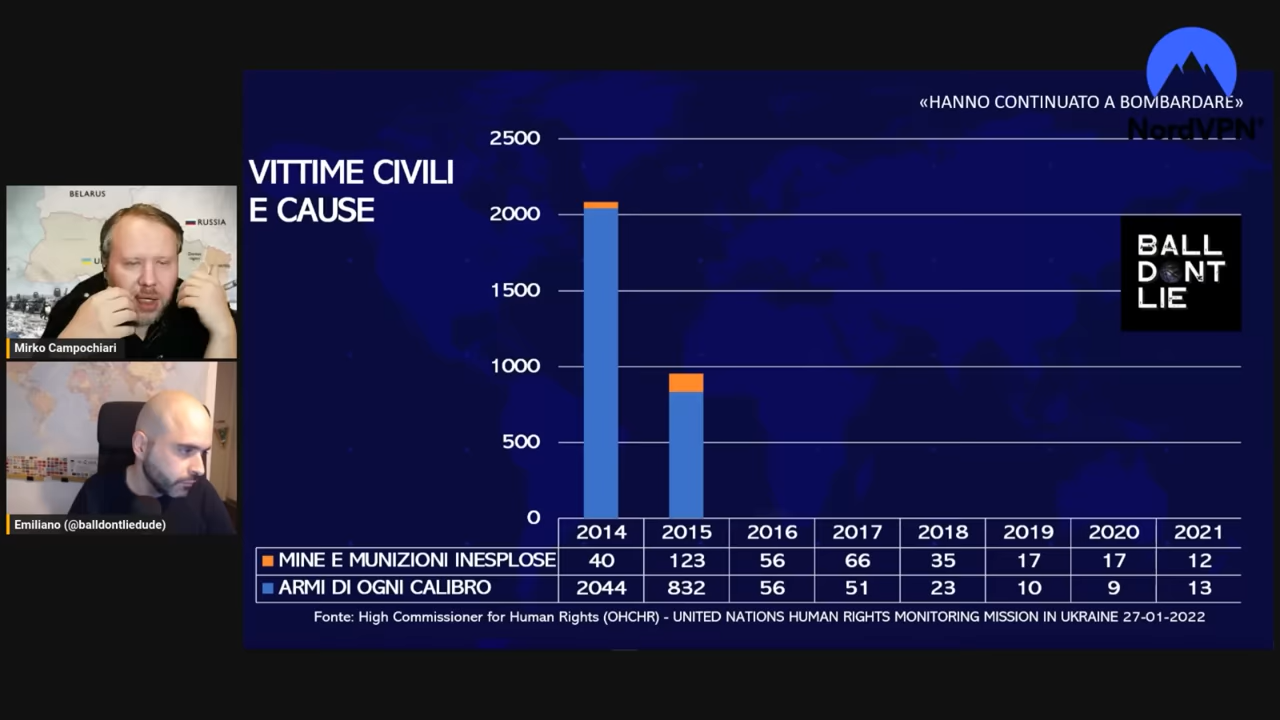 «HANNO CONTINUATO A BOMBARDARE»
NordVPN®
VITTIME CIVILI
E CAUSE
2500
2000
1500
1000
500
0
BALL
D NT
LIE
BELARUS
RUSSIA
Mirko Campochiari
Emiliano (@balldontliedude)
2014 2015 2016 2017 2018 2019 2020 2021
MINE E MUNIZIONI INESPLOSE 40 123 56 66 35 17 17 12
ARMI DI OGNI CALIBRO 2044 832 56 51 23 10 9 13
Fonte: High Commissioner for Human Rights (OHCHR) - UNITED NATIONS HUMAN RIGHTS MONITORING MISSION IN UKRAINE 27-01-2022